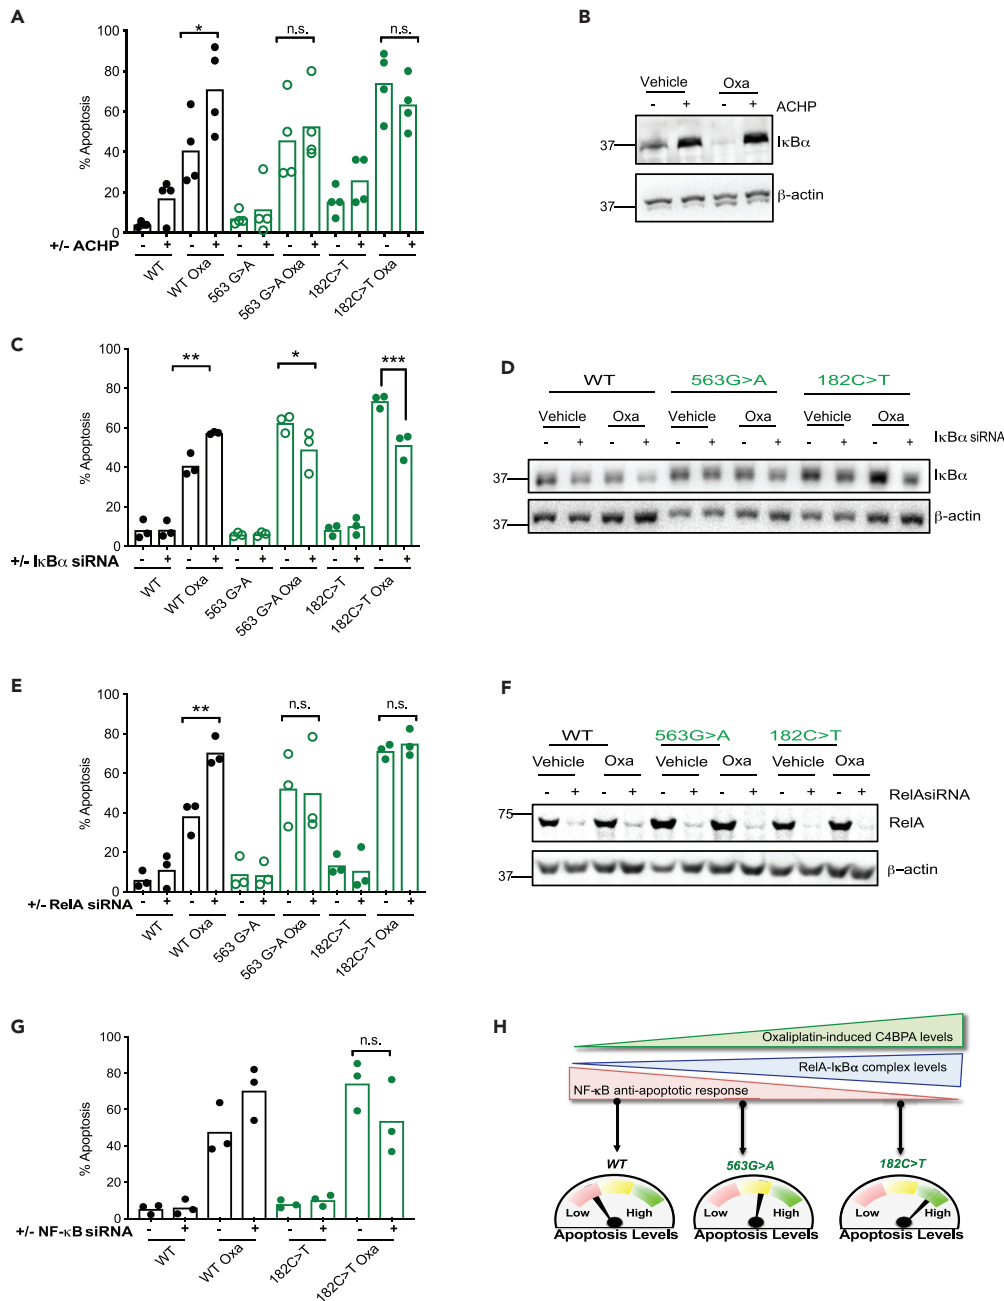 A
% Apoptosis
100
80
60
40
20
0
* n.s. n.s.
- + - + - + - + - + - +
+/- ACHP
WT
WT Oxa
563 G>A
563 G>A Oxa
182C>T
182C>T Oxa
B
Vehicle Oxa
- + - + ACHP
37
IκBα
37
β-actin
C
% Apoptosis
100
80
60
40
20
0
** * ***
- + - + - + - + - + - +
+/- IκBα siRNA
WT
WT Oxa
563 G>A
563 G>A Oxa
182C>T
182C>T Oxa
D
WT 563G>A 182C>T
Vehicle Oxa Vehicle Oxa Vehicle Oxa
- + - + - + - + - + - + IκBα siRNA
37
IκBα
37
β-actin
E
% Apoptosis
100
80
60
40
20
0
** n.s. n.s.
- + - + - + - + - + - +
+/- RelA siRNA
WT
WT Oxa
563 G>A
563 G>A Oxa
182C>T
182C>T Oxa
F
WT 563G>A 182C>T
Vehicle Oxa Vehicle Oxa Vehicle Oxa
- + - + - + - + - + - + RelAsiRNA
75
RelA
37
β-actin
G
% Apoptosis
100
80
60
40
20
0
n.s.
- + - + - + - +
+/- NF-κB siRNA
WT
WT Oxa
182C>T
182C>T Oxa
H
Oxaliplatin-induced C4BPA levels
RelA-IκBα complex levels
NF-κB anti-apoptotic response
WT 563G>A 182C>T
Low High Low High Low High
Apoptosis Levels Apoptosis Levels Apoptosis Levels